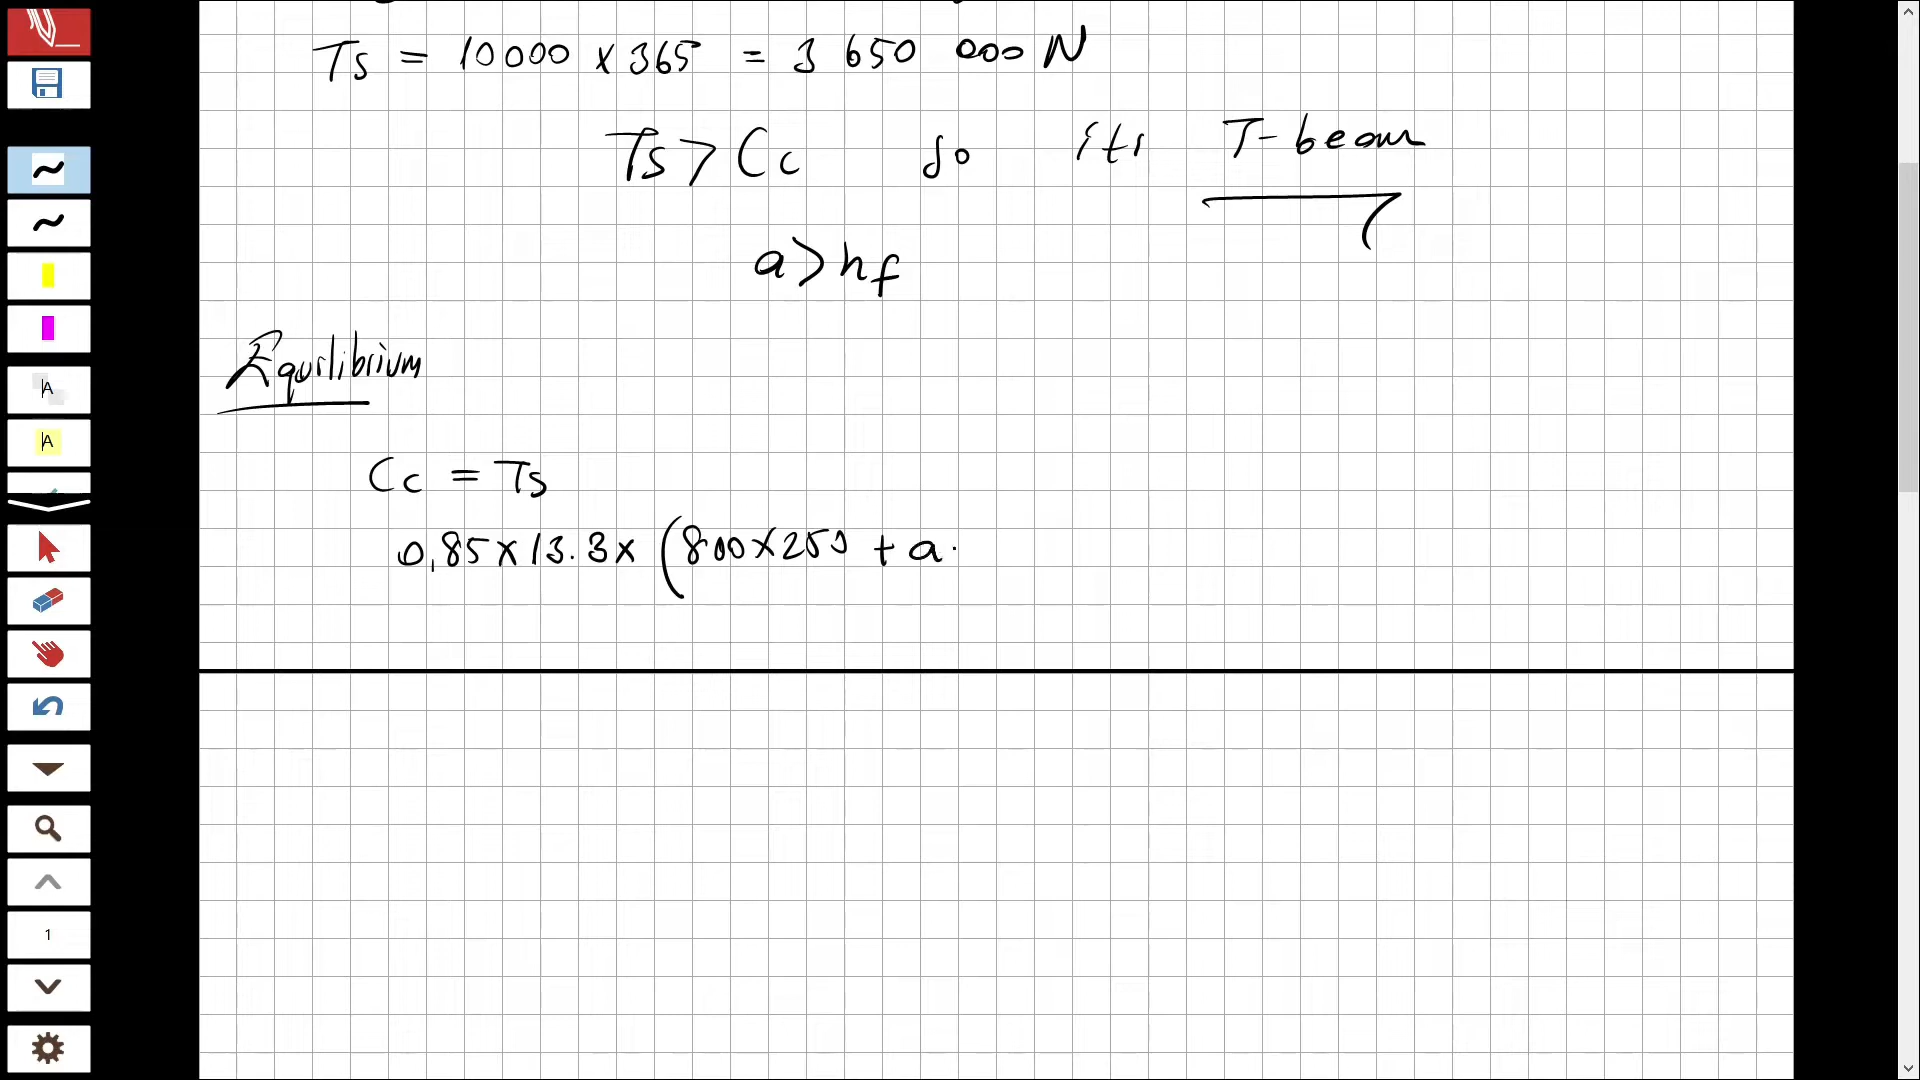 Ts = 10000 x 365 = 3 650 000 N
Ts > Cc so its T-beam
a > hf
Equilibrium
Cc = Ts
0,85 x 13.3 x (800 x 250 + a.
A
A
1